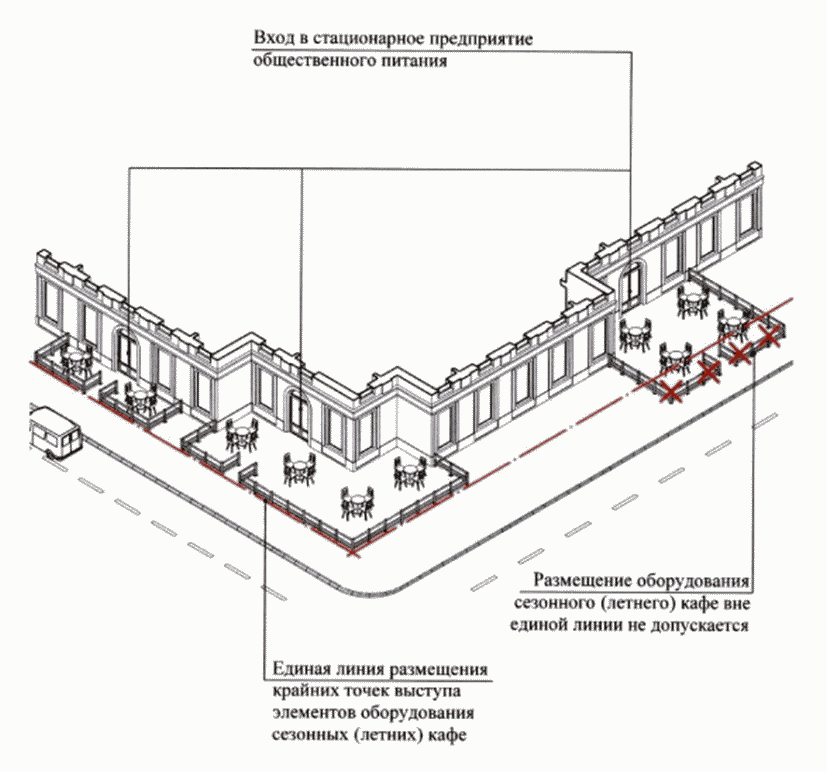 Вход в стационарное предприятие
общественного питания
Размещение оборудования
сезонного (летнего) кафе вне
единой линии не допускается
Единая линия размещения
крайних точек выступа
элементов оборудования
сезонных (летних) кафе